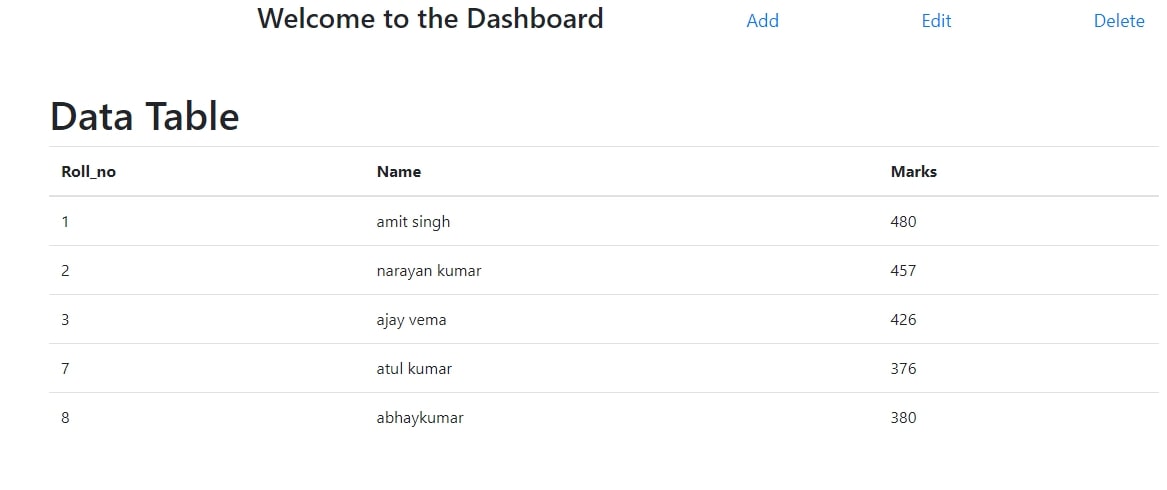 Welcome to the Dashboard Add Edit Delete
Data Table
Roll_no Name Marks
1 amit singh 480
2 narayan kumar 457
3 ajay vema 426
7 atul kumar 376
8 abhaykumar 380